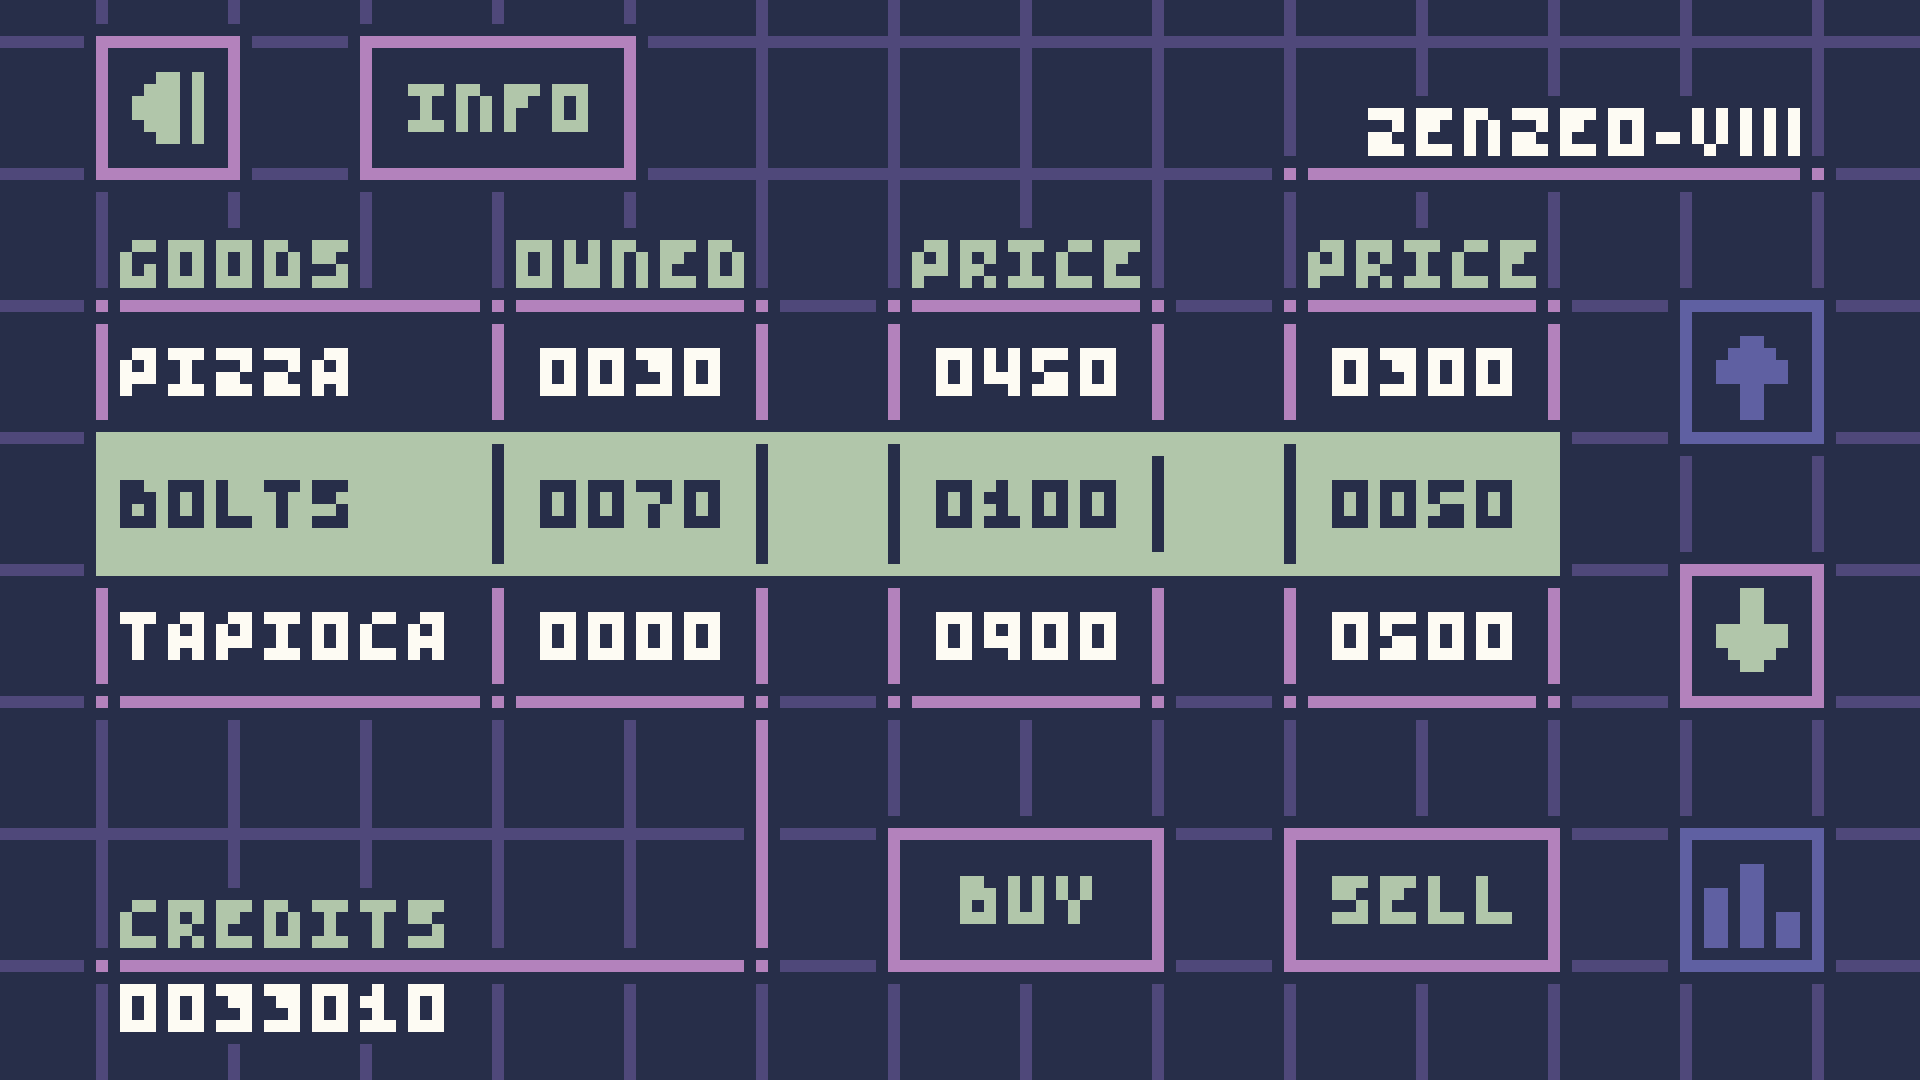 INFO
ZENZEO-VIII
GOODS OWNED PRICE PRICE
PIZZA 0030 0450 0300
BOLTS 0070 0100 0050
TAPIOCA 0000 0900 0500
BUY SELL
CREDITS
0033010